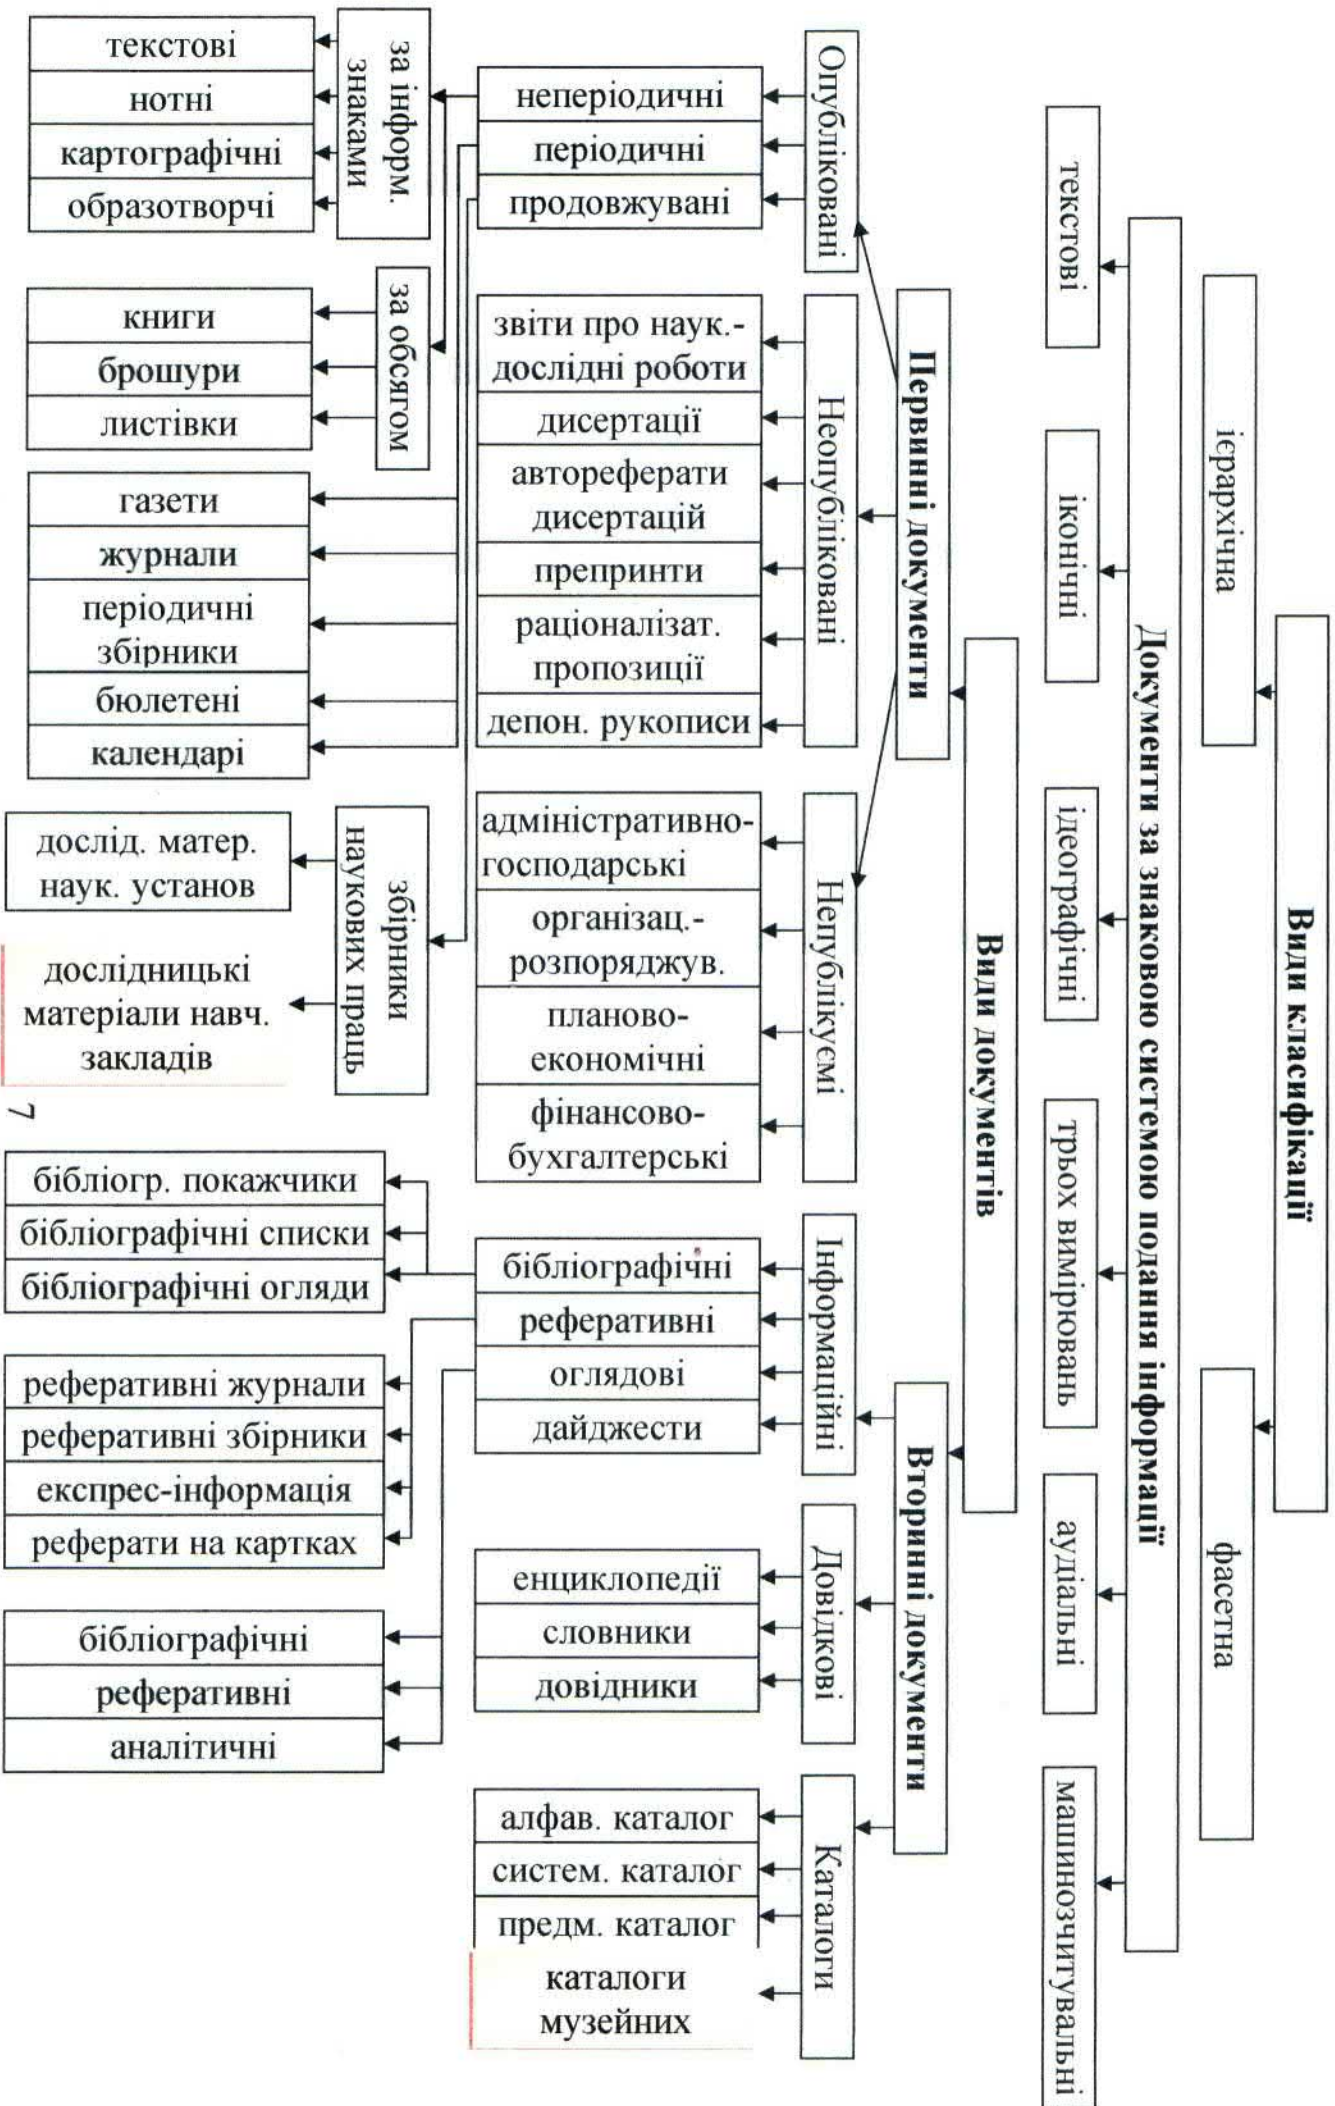 Види класифікації
ієрархічна
фасетна
Документи за знаковою системою подання інформації
текстові
іконічні
ідеографічні
трьох вимірювань
аудіальні
машинозчитувальні
Види документів
Первинні документи
Вторинні документи
Опубліковані
Неопубліковані
Непублікуємі
Інформаційні
Довідкові
Каталоги
неперіодичні
періодичні
продовжувані
звіти про наук.-
дослідні роботи
дисертації
автореферати
дисертацій
препринти
раціоналізат.
пропозиції
депон. рукописи
адміністративно-
господарські
організац.-
розпоряджув.
планово-
економічні
фінансово-
бухгалтерські
бібліографічні
реферативні
оглядові
дайджести
енциклопедії
словники
довідники
алфав. каталог
систем. каталог
предм. каталог
каталоги
музейних
за інформ.
знаками
за обсягом
збірники
наукових праць
текстові
нотні
картографічні
образотворчі
книги
брошури
листівки
газети
журнали
періодичні
збірники
бюлетені
календарі
дослід. матер.
наук. установ
дослідницькі
матеріали навч.
закладів
бібліогр. покажчики
бібліографічні списки
бібліографічні огляди
реферативні журнали
реферативні збірники
експрес-інформація
реферати на картках
бібліографічні
реферативні
аналітичні
7